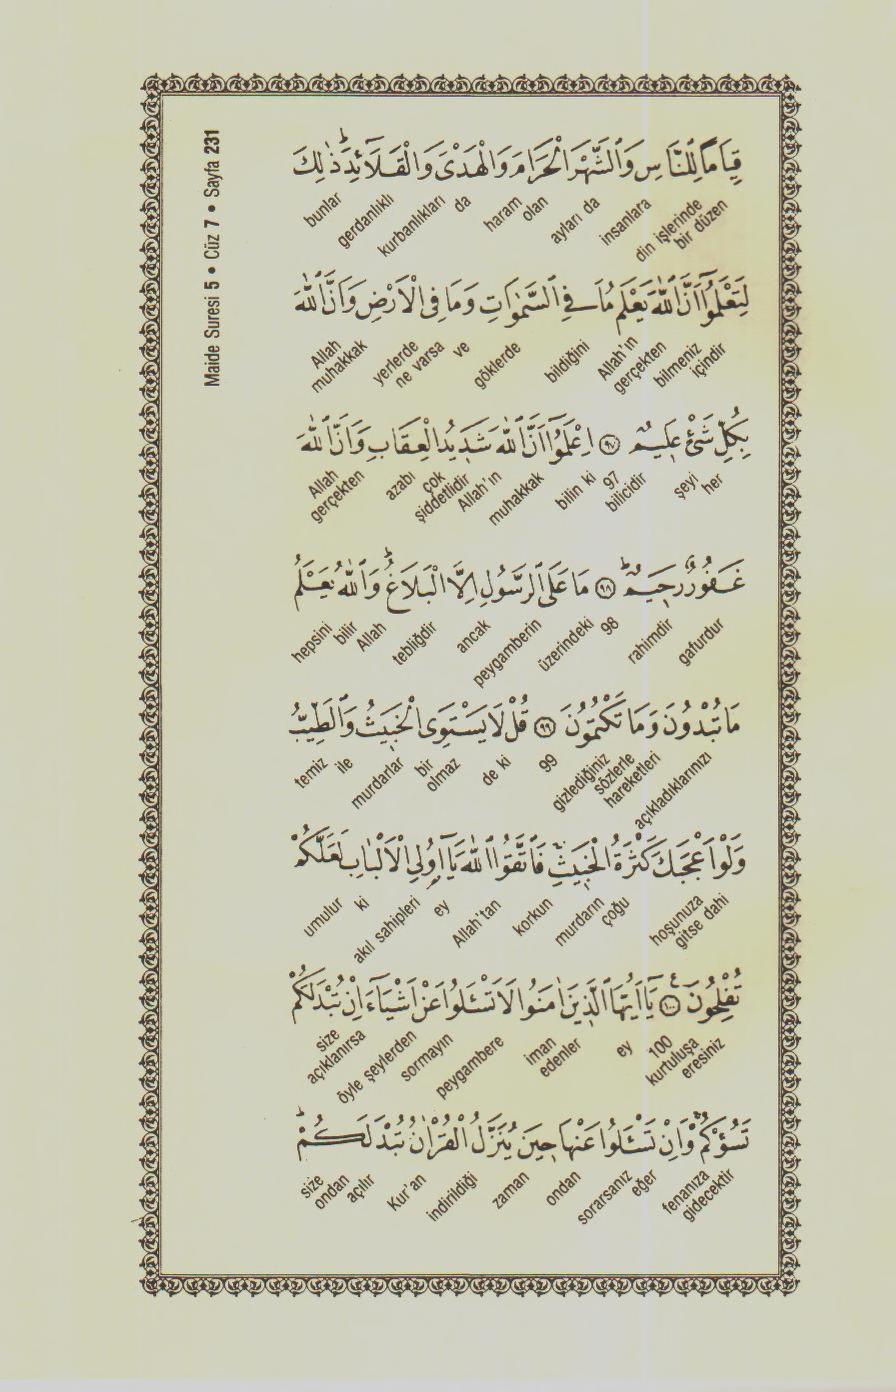 Maide Suresi 5 • Cüz 7 • Sayfa 231
قِيَامًا لِلنَّاسِ وَالشَّهْرَ الْحَرَامَ وَالْهَدْيَ وَالْقَلَٓائِدَۜ ذٰلِكَ
din işlerinde bir düzen insanlara ayları da haram olan da kurbanlıkları gerdanlıklı bunlar
لِتَعْلَمُٓوا اَنَّ اللّٰهَ يَعْلَمُ مَا فِي السَّمٰوَاتِ وَمَا فِي الْاَرْضِ وَاَنَّ اللّٰهَ
bilmeniz içindir Allah'ın gerçekten bildiğini göklerde ve yerlerde ne varsa Allah muhakkak
بِكُلِّ شَيْءٍ عَلِيمٌ ﴿٩٧﴾ اِعْلَمُٓوا اَنَّ اللّٰهَ شَدِيدُ الْعِقَابِ وَاَنَّ اللّٰهَ
her şeyi 97 bilicidir bilin ki muhakkak Allah'ın çok şiddetlidir azabı Allah gerçekten
غَفُورٌ رَحِيمٌۜ ﴿٩٨﴾ مَا عَلَى الرَّسُولِ اِلَّا الْبَلَاغُۜ وَاللّٰهُ يَعْلَمُ
gafurdur rahimdir 98 üzerindeki peygamberin ancak tebliğdir Allah bilir hepsini
مَا تُبْدُونَ وَمَا تَكْتُمُونَ ﴿٩٩﴾ قُلْ لَا يَسْتَوِي الْخَبِيثُ وَالطَّيِّبُ
açıkladıklarınızı gizlediğiniz sözlerle hareketleri 99 de ki bir olmaz murdarlar ile temiz
وَلَوْ اَعْجَبَكَ كَثْرَةُ الْخَبِيثِۚ فَاتَّقُوا اللّٰهَ يَٓا اُو۬لِي الْاَلْبَابِ لَعَلَّكُمْ
hoşunuza gitse dahi çoğu murdarın korkun Allah'tan ey akıl sahipleri ki umulur
تُفْلِحُونَ۟ ﴿١٠٠﴾ يَٓا اَيُّهَا الَّذِينَ اٰمَنُوا لَا تَسْـَٔلُوا عَنْ اَشْيَٓاءَ اِنْ تُبْدَ لَكُمْ
100 kurtuluşa eresiniz ey iman edenler peygambere sormayın öyle şeylerden size açıklanırsa
تَسُؤْكُمْۚ وَاِنْ تَسْـَٔلُوا عَنْهَا حِينَ يُنَزَّلُ الْقُرْاٰنُ تُبْدَ لَكُمْۜ
fenanıza gidecektir eğer sorarsanız ondan zaman indirildiği Kur'an açılır ondan size